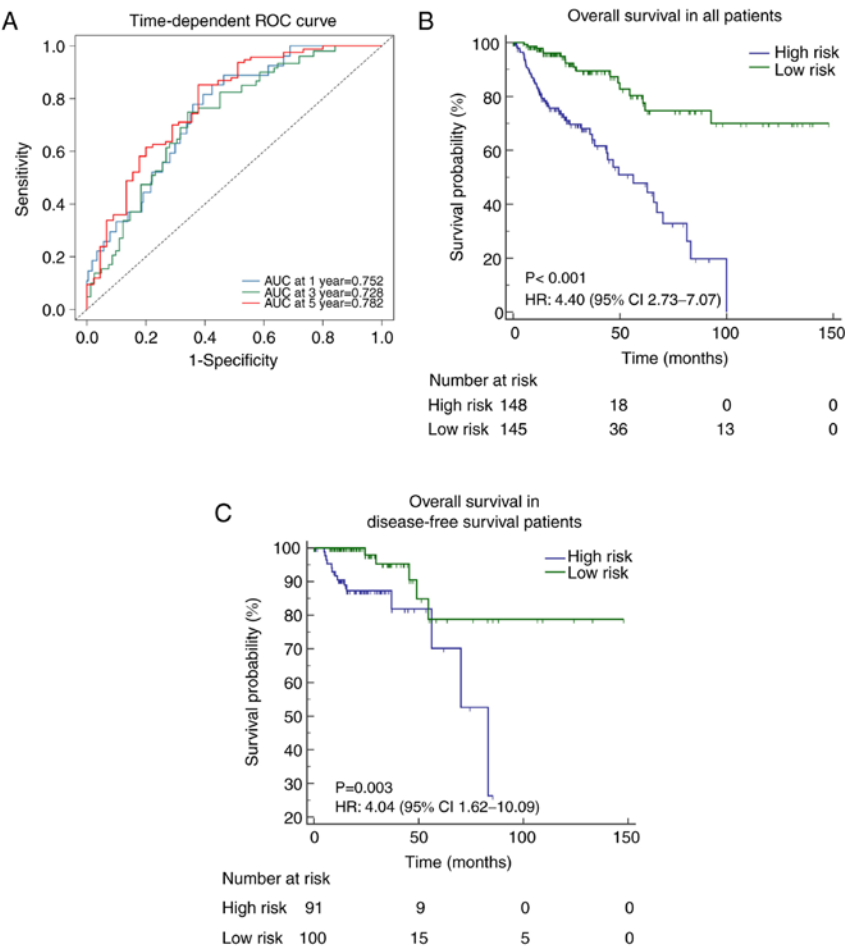 A
Time-dependent ROC curve
1.0
0.8
0.6
0.4
0.2
0.0
Sensitivity
AUC at 1 year=0.752
AUC at 3 year=0.728
AUC at 5 year=0.782
0.0 0.2 0.4 0.6 0.8 1.0
1-Specificity
B
Overall survival in all patients
High risk
Low risk
100
80
60
40
20
0
Survival probability (%)
P< 0.001
HR: 4.40 (95% CI 2.73–7.07)
0 50 100 150
Time (months)
Number at risk
High risk 148 18 0 0
Low risk 145 36 13 0
C
Overall survival in
disease-free survival patients
High risk
Low risk
100
90
80
70
60
50
40
30
20
Survival probability (%)
P=0.003
HR: 4.04 (95% CI 1.62–10.09)
0 50 100 150
Time (months)
Number at risk
High risk 91 9 0 0
Low risk 100 15 5 0